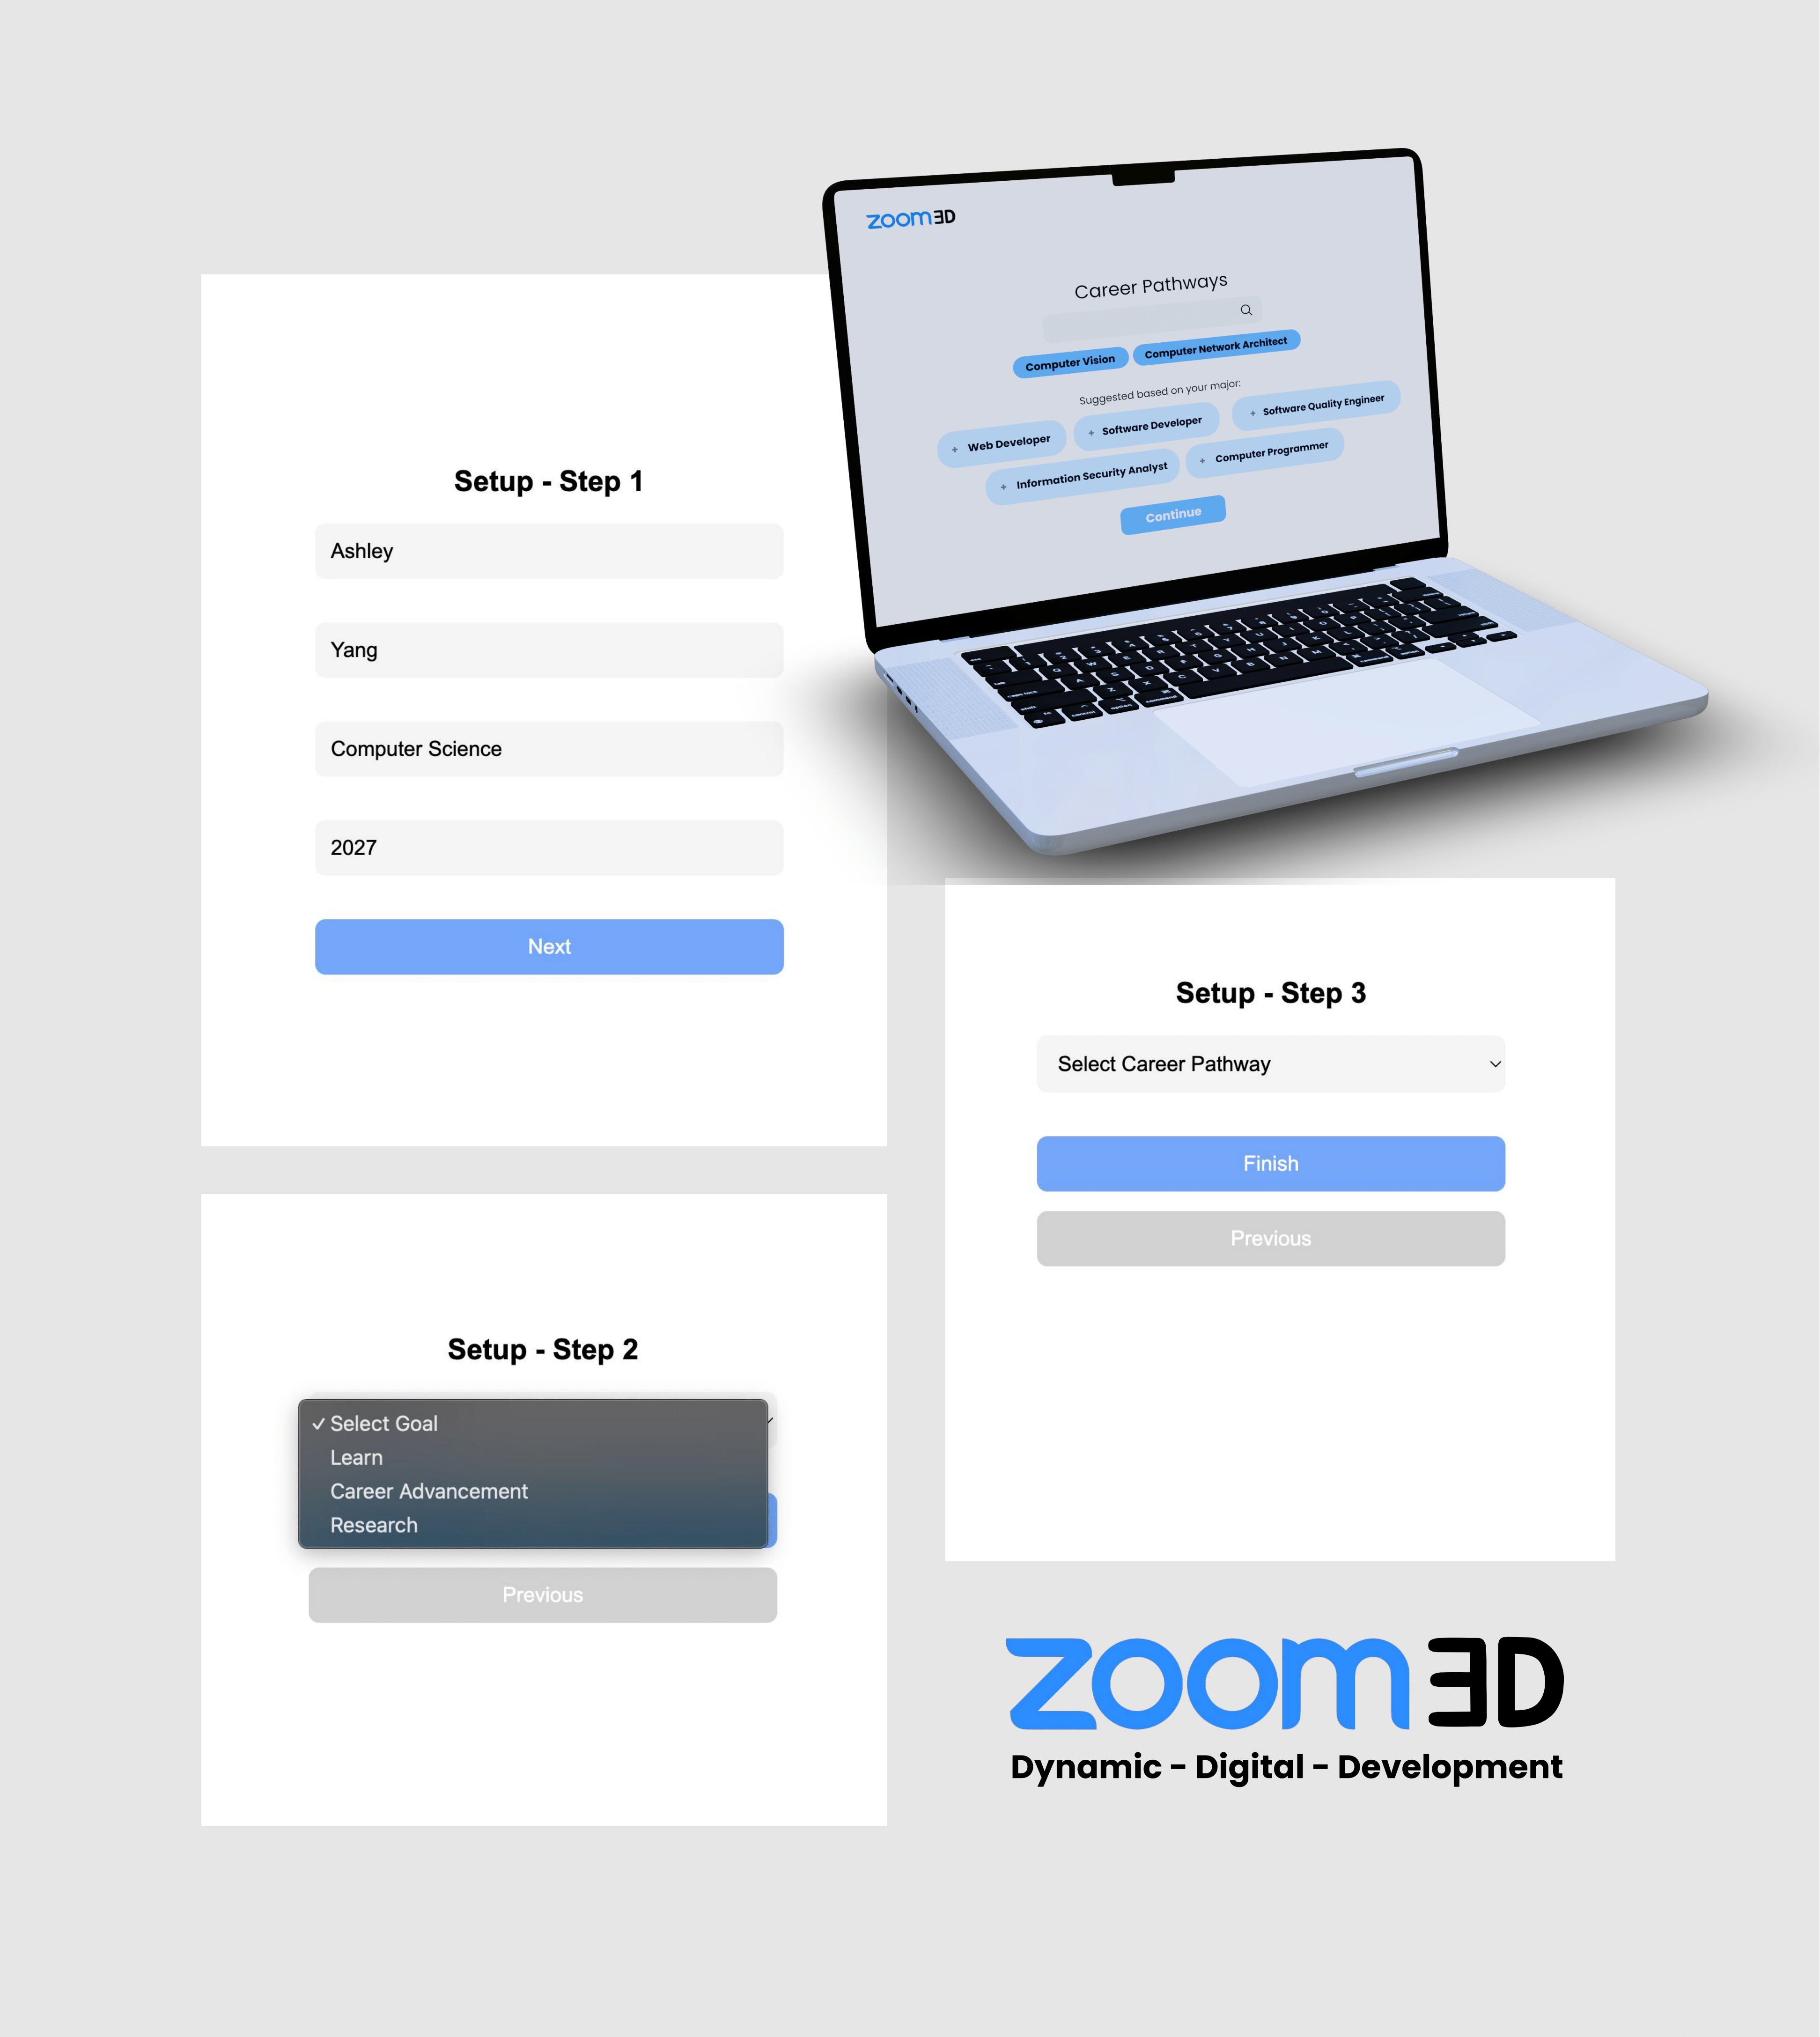 zoom3D
Career Pathways
Computer Vision
Computer Network Architect
Suggested based on your major:
+ Web Developer
+ Software Developer
+ Software Quality Engineer
+ Information Security Analyst
+ Computer Programmer
Continue
Setup - Step 1
Ashley
Yang
Computer Science
2027
Next
Setup - Step 2
✓ Select Goal
Learn
Career Advancement
Research
Previous
Setup - Step 3
Select Career Pathway
Finish
Previous
zoom3D
Dynamic - Digital - Development